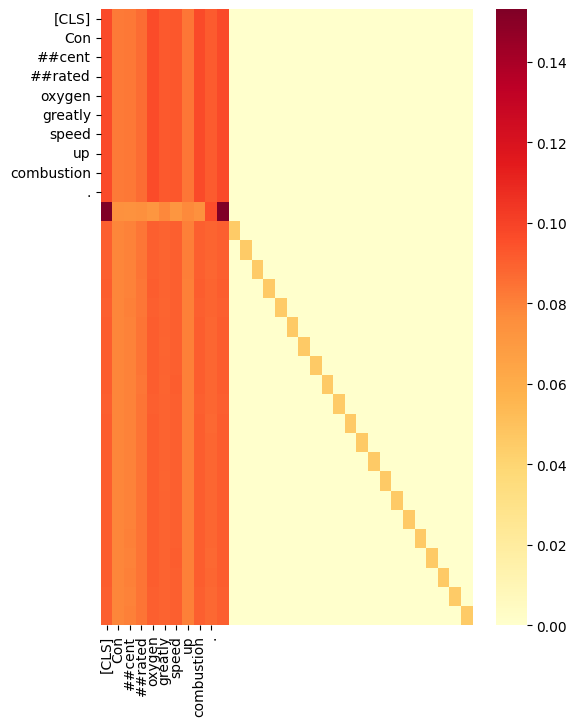 [CLS]
Con
##cent
##rated
oxygen
greatly
speed
up
combustion
.
0.14
0.12
0.10
0.08
0.06
0.04
0.02
0.00
[CLS]
Con
##cent
##rated
oxygen
greatly
speed
up
combustion
.